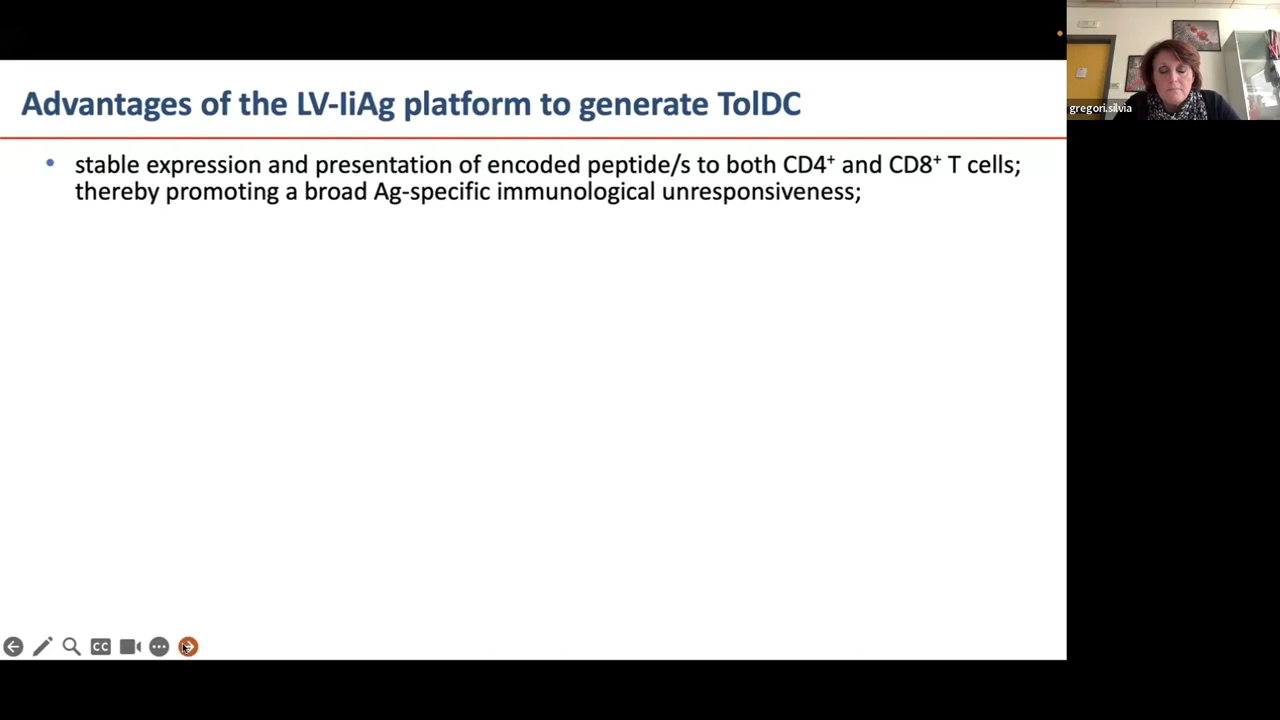 Advantages of the LV-IiAg platform to generate TolDC
• stable expression and presentation of encoded peptide/s to both CD4⁺ and CD8⁺ T cells;
thereby promoting a broad Ag-specific immunological unresponsiveness;
gregori.silvia
CC